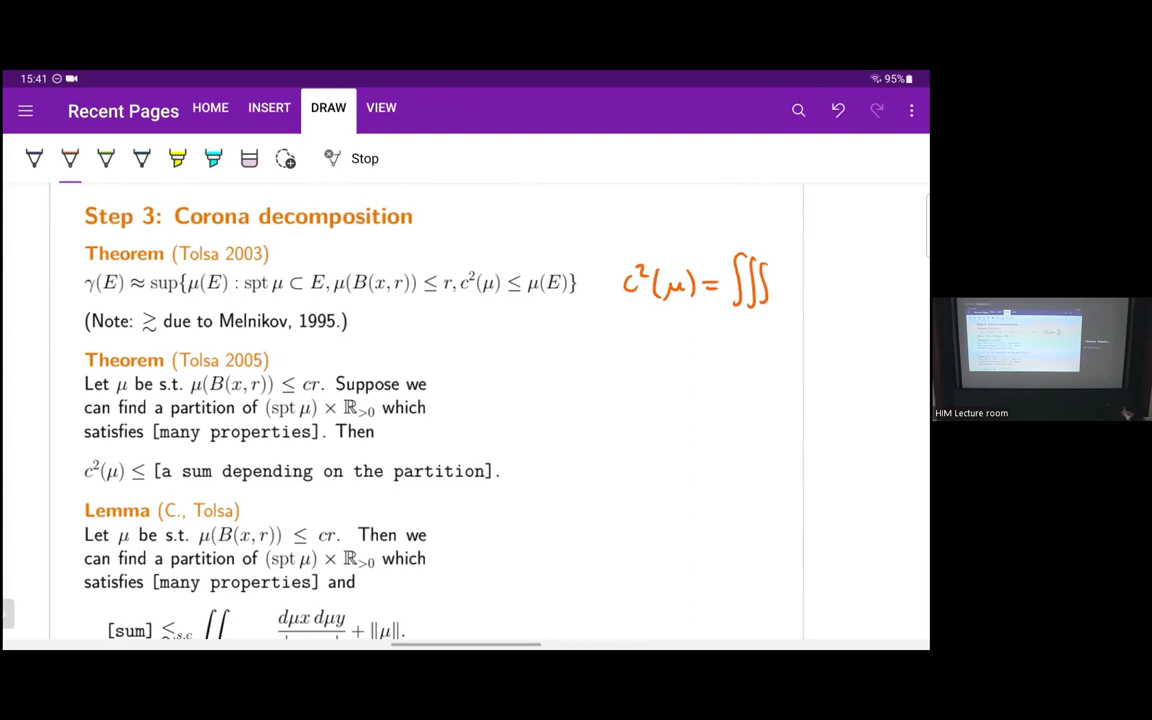 15:41
95%
Recent Pages
HOME
INSERT
DRAW
VIEW
Stop
Step 3: Corona decomposition
Theorem (Tolsa 2003)
γ(E) ≈ sup{μ(E) : spt μ ⊂ E, μ(B(x, r)) ≤ r, c²(μ) ≤ μ(E)}
c²(μ) = ∫∫∫
(Note: ≳ due to Melnikov, 1995.)
Theorem (Tolsa 2005)
Let μ be s.t. μ(B(x, r)) ≤ cr. Suppose we
can find a partition of (spt μ) × ℝ>0 which
satisfies [many properties]. Then
c²(μ) ≤ [a sum depending on the partition].
Lemma (C., Tolsa)
Let μ be s.t. μ(B(x, r)) ≤ cr. Then we
can find a partition of (spt μ) × ℝ>0 which
satisfies [many properties] and
[sum] ≲s,c ∫∫ dμx dμy + ‖μ‖.
HIM Lecture room